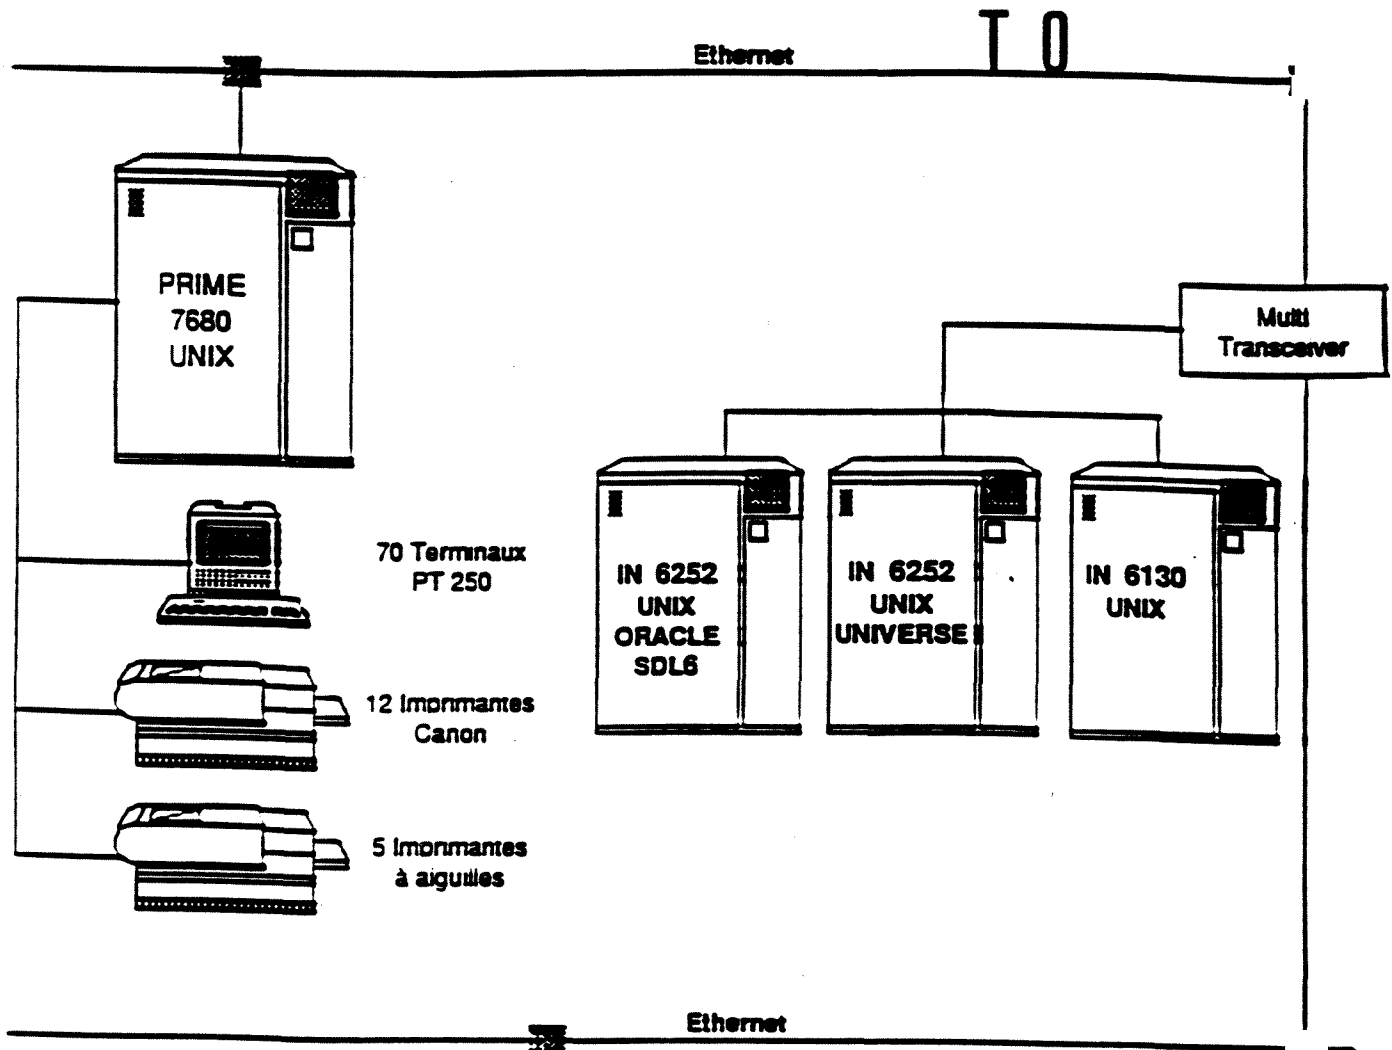 T 0
Ethernet
PRIME
7680
UNIX
Multi
Transceiver
70 Terminaux
PT 250
IN 6252
UNIX
ORACLE
SDL6
IN 6252
UNIX
UNIVERSE
IN 6130
UNIX
12 Imprimantes
Canon
5 Imprimantes
à aiguilles
Ethernet